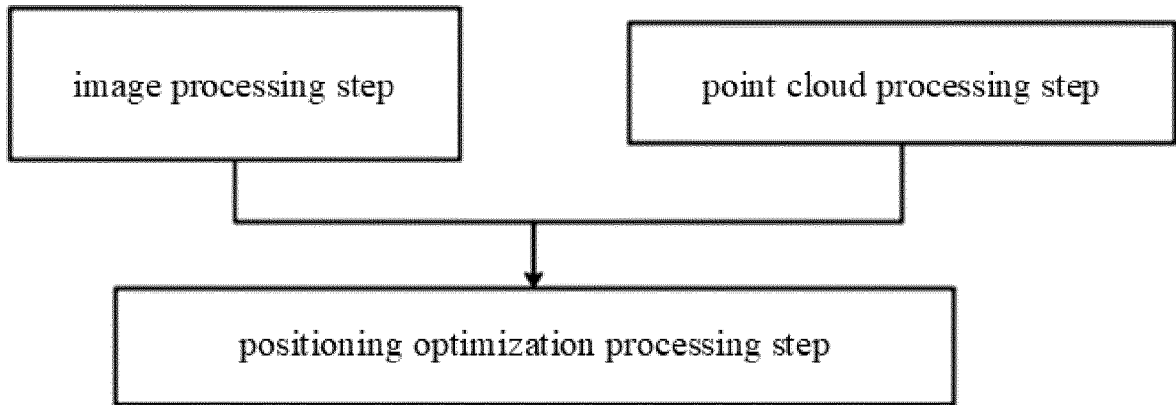 image processing step
point cloud processing step
positioning optimization processing step